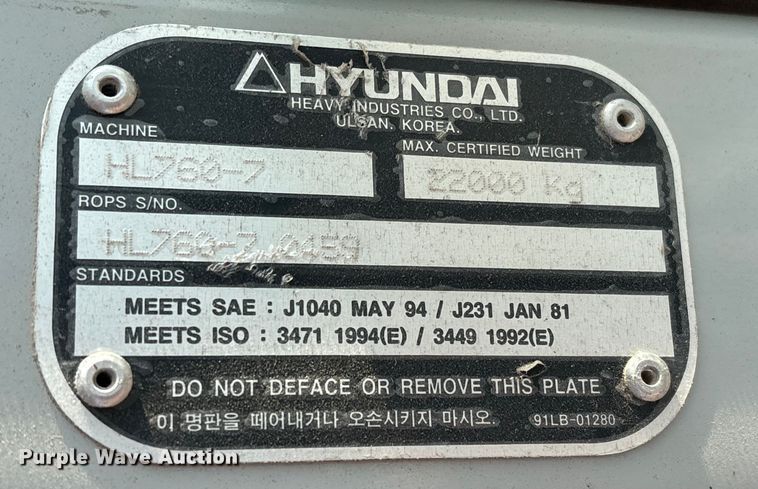 HYUNDAI
HEAVY INDUSTRIES CO., LTD.
ULSAN. KOREA.
MACHINE
MAX. CERTIFIED WEIGHT
HL760-7
22000 kg
ROPS S/NO.
HL760-7
STANDARDS
MEETS SAE : J1040 MAY 94 / J231 JAN 81
MEETS ISO : 3471 1994(E) / 3449 1992(E)
DO NOT DEFACE OR REMOVE THIS PLATE
이 명판을 떼어내거나 오손시키지 마시오. 91LB-01280
Purple Wave Auction